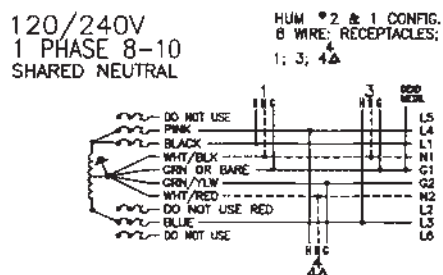 120/240V
1 PHASE 8-10
SHARED NEUTRAL
HUM #2 & 1 CONFIG.
8 WIRE; RECEPTACLES;
1; 3; 4
4
1
H N G
3
H N G
DO NOT USE L5
PINK L4
BLACK L1
WHT/BLK N1
GRN OR BARE G1
GRN/YLW G2
WHT/RED N2
DO NOT USE RED L2
BLUE L3
DO NOT USE L6
H N G
4